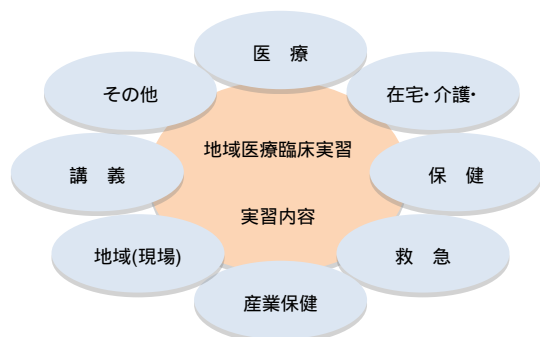 医　療
その他
在宅・介護・
地域医療臨床実習
講　義
保　健
実習内容
地域(現場)
救　急
産業保健